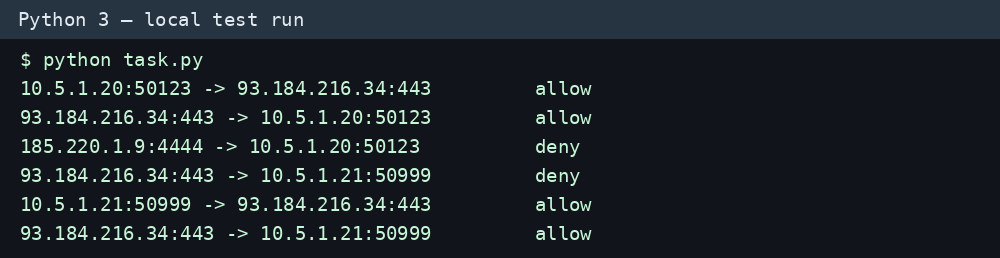 Python 3 — local test run
$ python task.py
10.5.1.20:50123 -> 93.184.216.34:443 allow
93.184.216.34:443 -> 10.5.1.20:50123 allow
185.220.1.9:4444 -> 10.5.1.20:50123 deny
93.184.216.34:443 -> 10.5.1.21:50999 deny
10.5.1.21:50999 -> 93.184.216.34:443 allow
93.184.216.34:443 -> 10.5.1.21:50999 allow